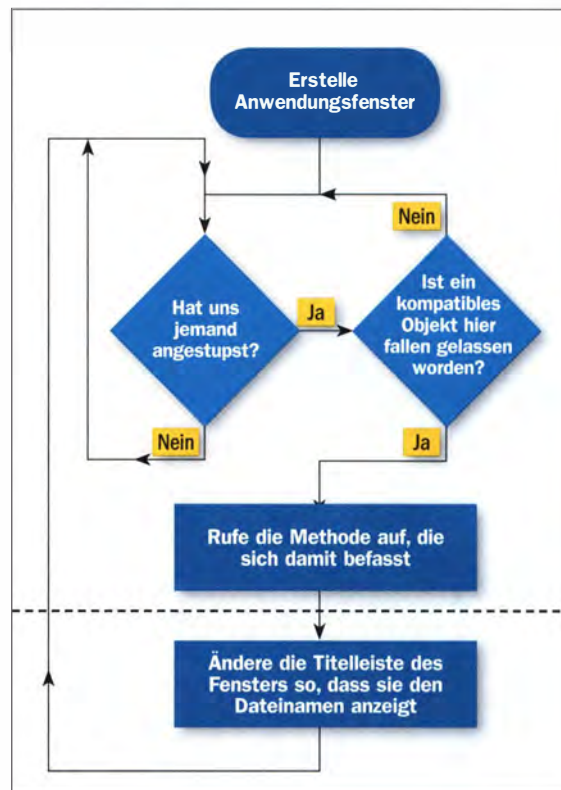 Erstelle
Anwendungsfenster
Nein
Hat uns
jemand
angestupst?
Ja
Ist ein
kompatibles
Objekt hier
fallen gelassen
worden?
Nein
Ja
Rufe die Methode auf, die
sich damit befasst
Ändere die Titelleiste des
Fensters so, dass sie den
Dateinamen anzeigt